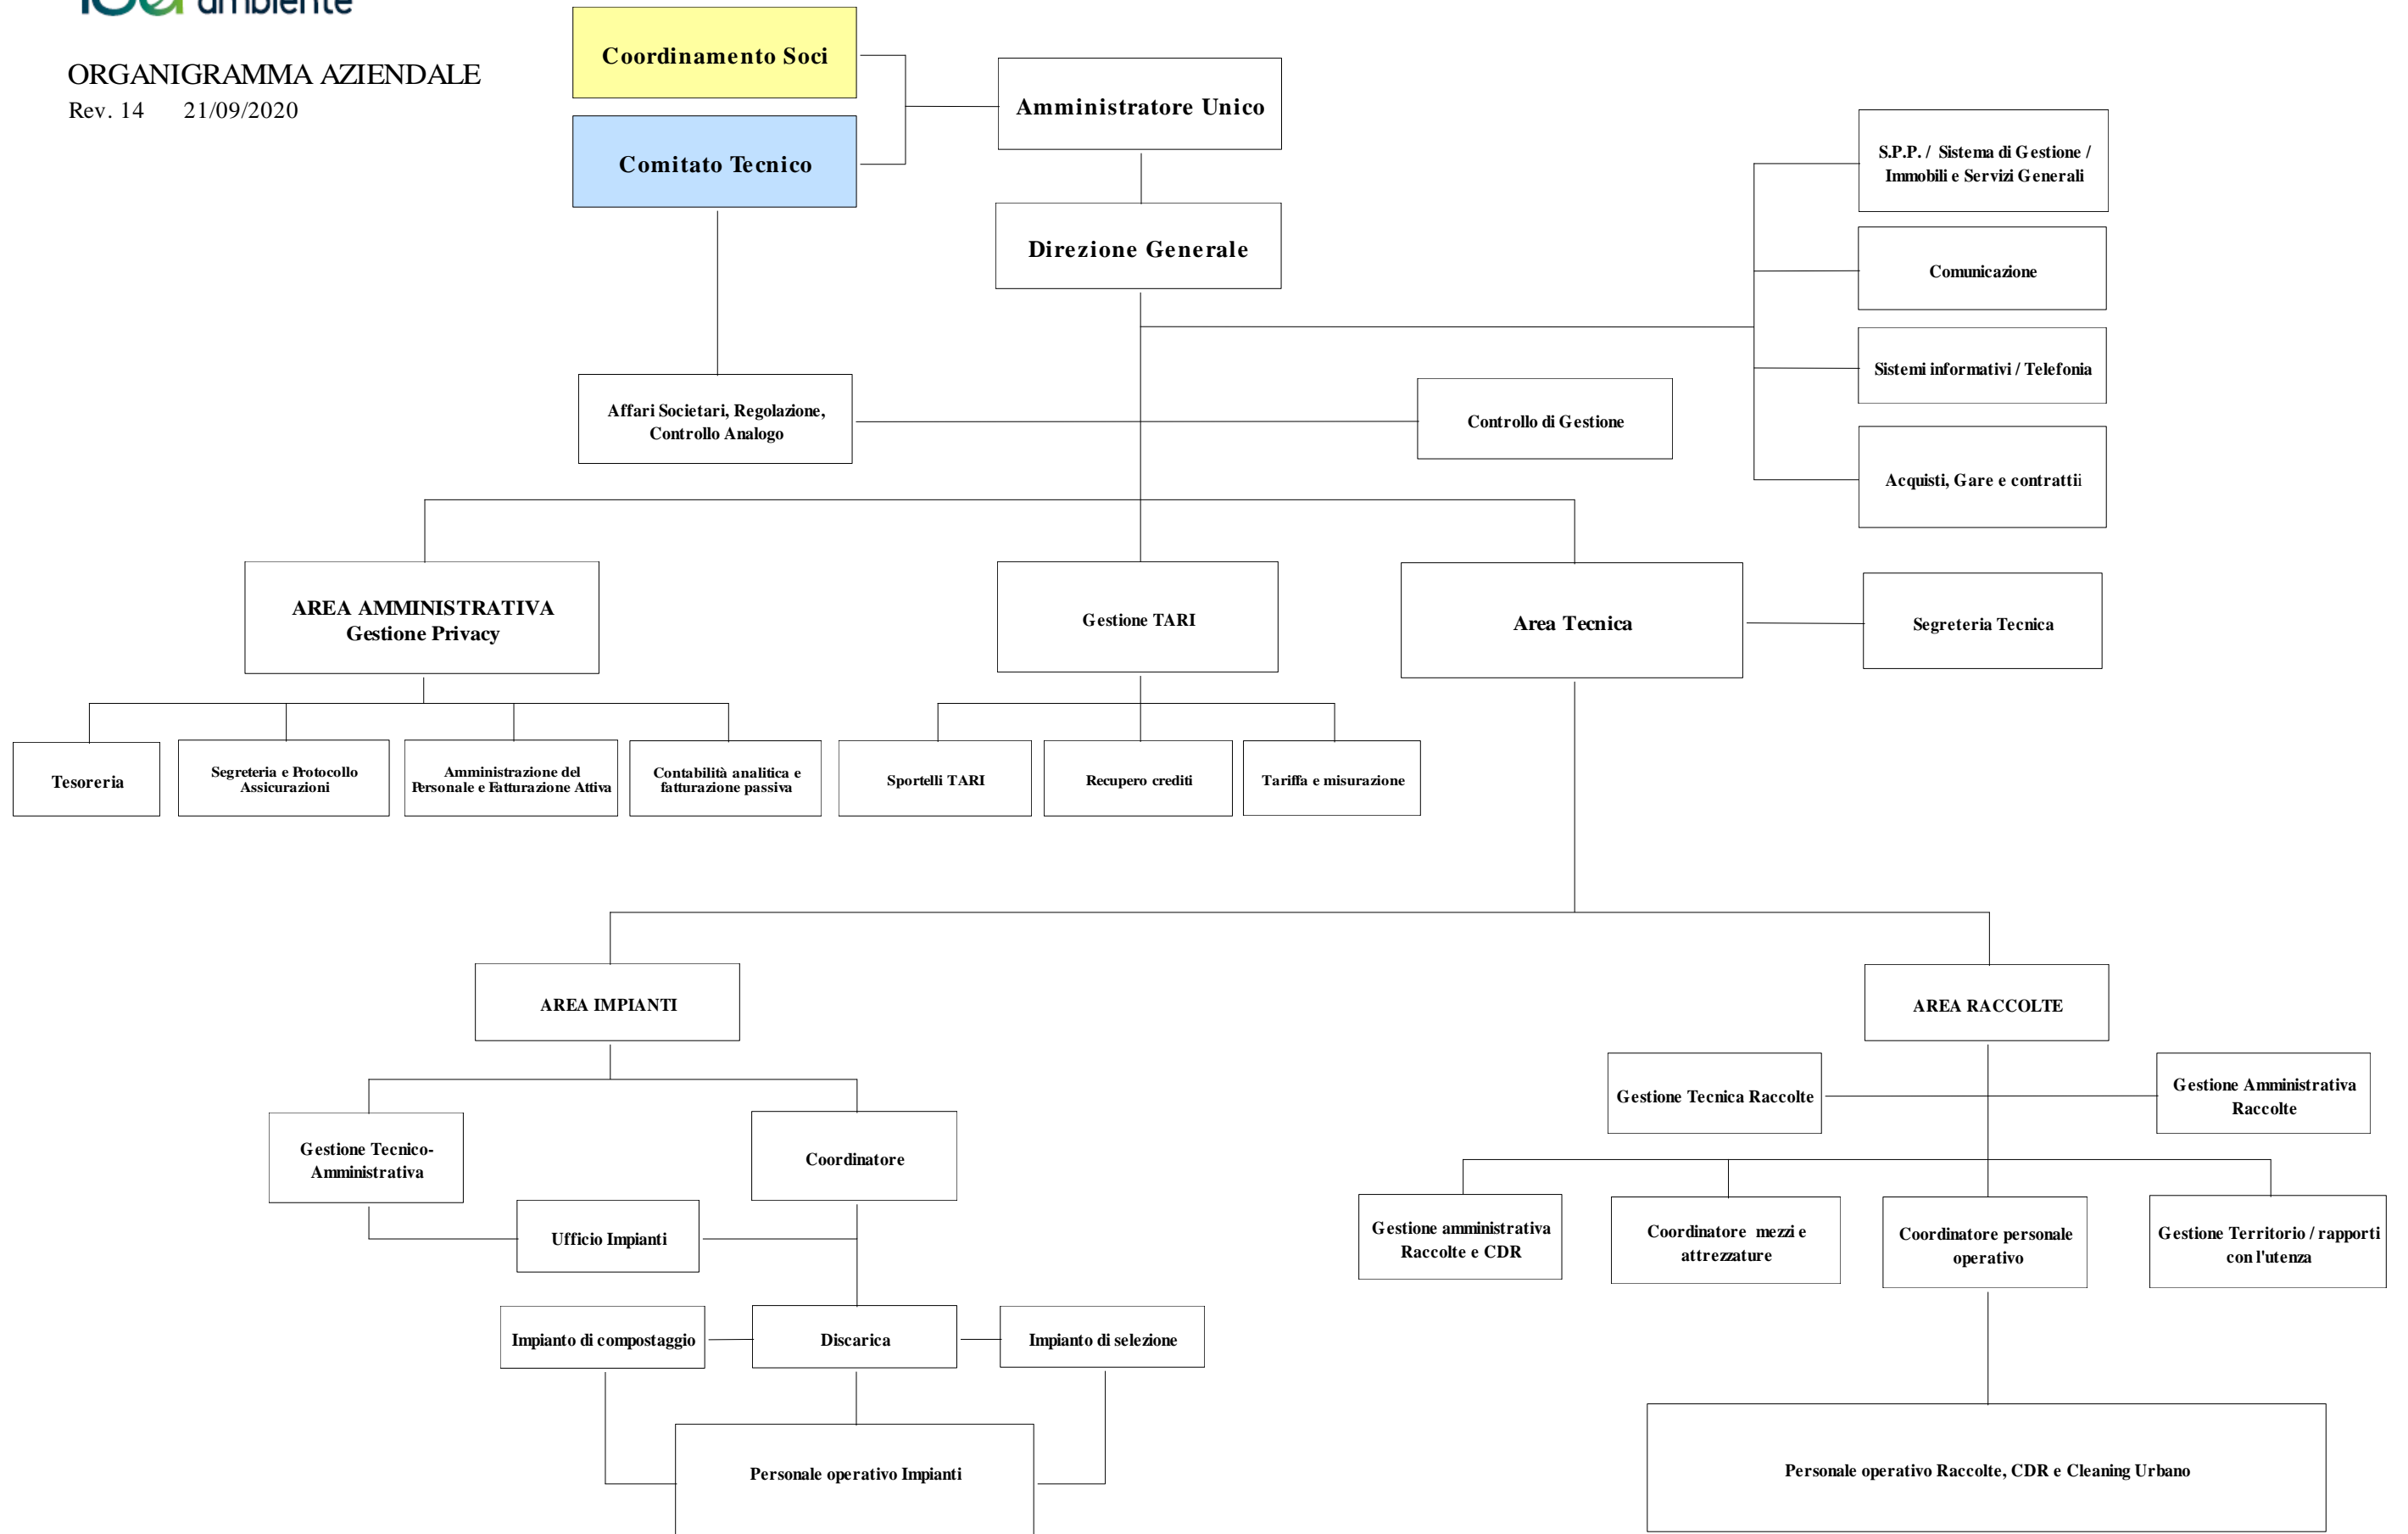 ambiente
ORGANIGRAMMA AZIENDALE
Rev. 14 21/09/2020
Coordinamento Soci
Comitato Tecnico
Amministratore Unico
Direzione Generale
S.P.P. / Sistema di Gestione /
Immobili e Servizi Generali
Comunicazione
Sistemi informativi / Telefonia
Acquisti, Gare e contrattii
Affari Societari, Regolazione,
Controllo Analogo
Controllo di Gestione
AREA AMMINISTRATIVA
Gestione Privacy
Gestione TARI
Area Tecnica
Segreteria Tecnica
Tesoreria
Segreteria e Protocollo
Assicurazioni
Amministrazione del
Personale e Fatturazione Attiva
Contabilità analitica e
fatturazione passiva
Sportelli TARI
Recupero crediti
Tariffa e misurazione
AREA IMPIANTI
AREA RACCOLTE
Gestione Tecnica Raccolte
Gestione Amministrativa
Raccolte
Gestione Tecnico-
Amministrativa
Coordinatore
Ufficio Impianti
Gestione amministrativa
Raccolte e CDR
Coordinatore mezzi e
attrezzature
Coordinatore personale
operativo
Gestione Territorio / rapporti
con l'utenza
Impianto di compostaggio
Discarica
Impianto di selezione
Personale operativo Impianti
Personale operativo Raccolte, CDR e Cleaning Urbano